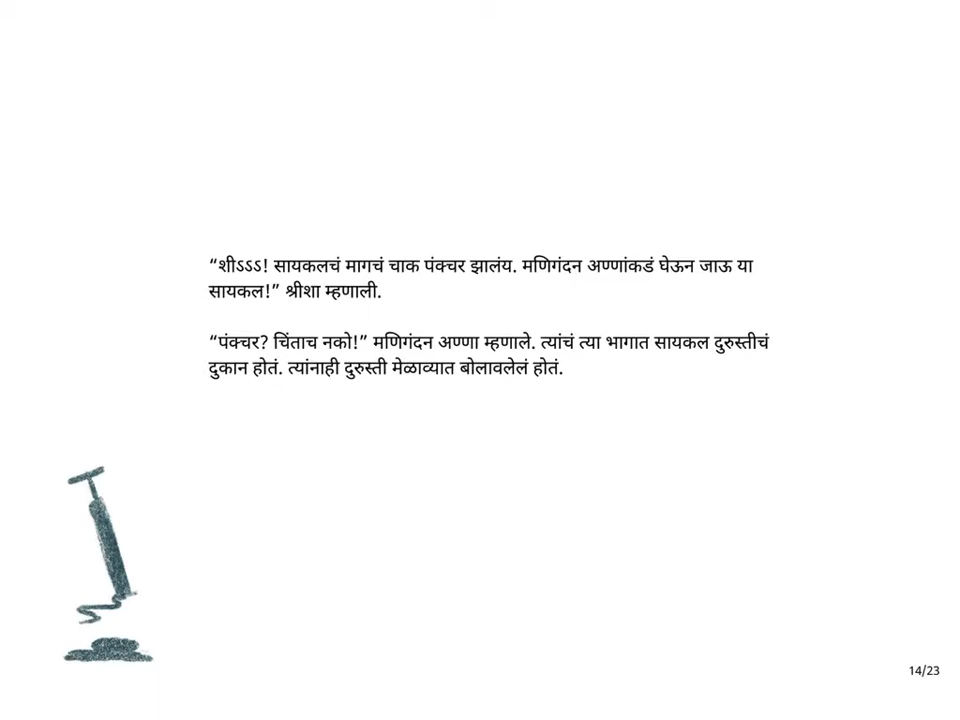 “शीऽऽऽ! सायकलचं मागचं चाक पंक्चर झालंय. मणिगंदन अण्णांकडं घेऊन जाऊ या
सायकल!” श्रीशा म्हणाली.
“पंक्चर? चिंताच नको!” मणिगंदन अण्णा म्हणाले. त्यांचं त्या भागात सायकल दुरुस्तीचं
दुकान होतं. त्यांनाही दुरुस्ती मेळाव्यात बोलावलेलं होतं.
14/23